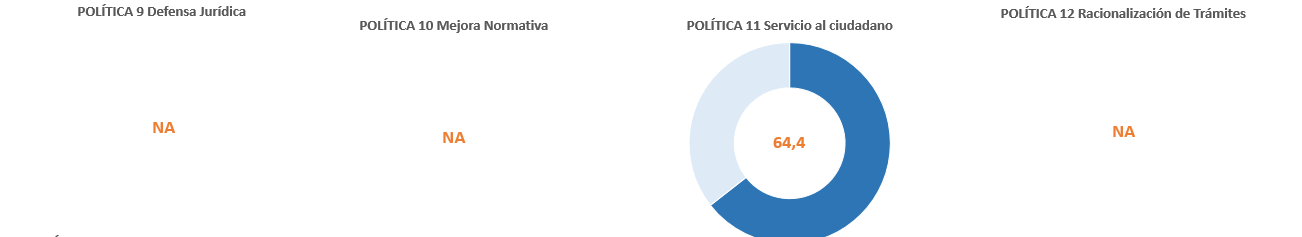 POLÍTICA 9 Defensa Jurídica
POLÍTICA 10 Mejora Normativa
POLÍTICA 11 Servicio al ciudadano
POLÍTICA 12 Racionalización de Trámites
NA
NA
64,4
NA